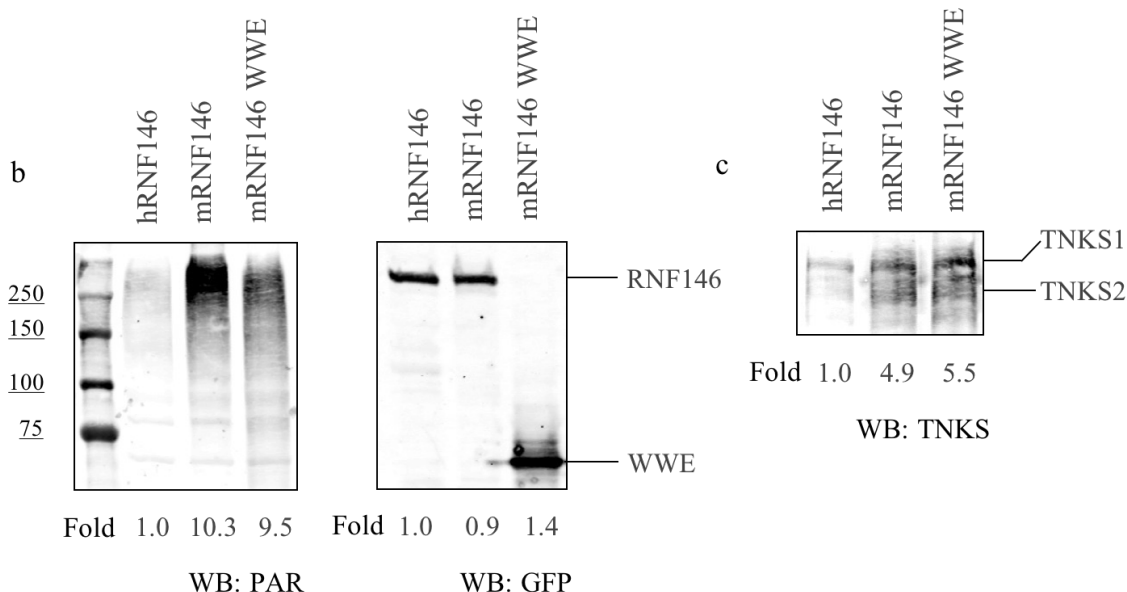 b
hRNF146
mRNF146
mRNF146 WWE
250
150
100
75
Fold 1.0 10.3 9.5
WB: PAR
hRNF146
mRNF146
mRNF146 WWE
RNF146
WWE
Fold 1.0 0.9 1.4
WB: GFP
c
hRNF146
mRNF146
mRNF146 WWE
TNKS1
TNKS2
Fold 1.0 4.9 5.5
WB: TNKS